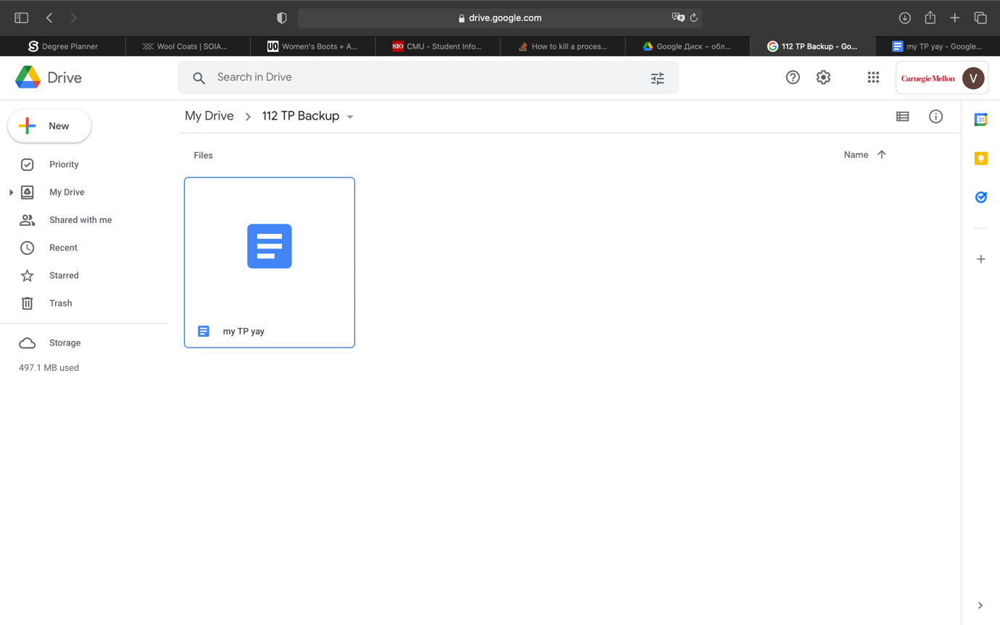 drive.google.com
Degree Planner
Wool Coats | SOIA...
UO Women's Boots + A...
SIO CMU - Student Info...
How to kill a proces...
Google Диск – обл...
112 TP Backup - Go...
my TP yay - Google...
Drive
Search in Drive
Carnegie Mellon
V
New
My Drive
112 TP Backup
31
Files
Name
Priority
My Drive
Shared with me
Recent
Starred
Trash
my TP yay
Storage
497.1 MB used